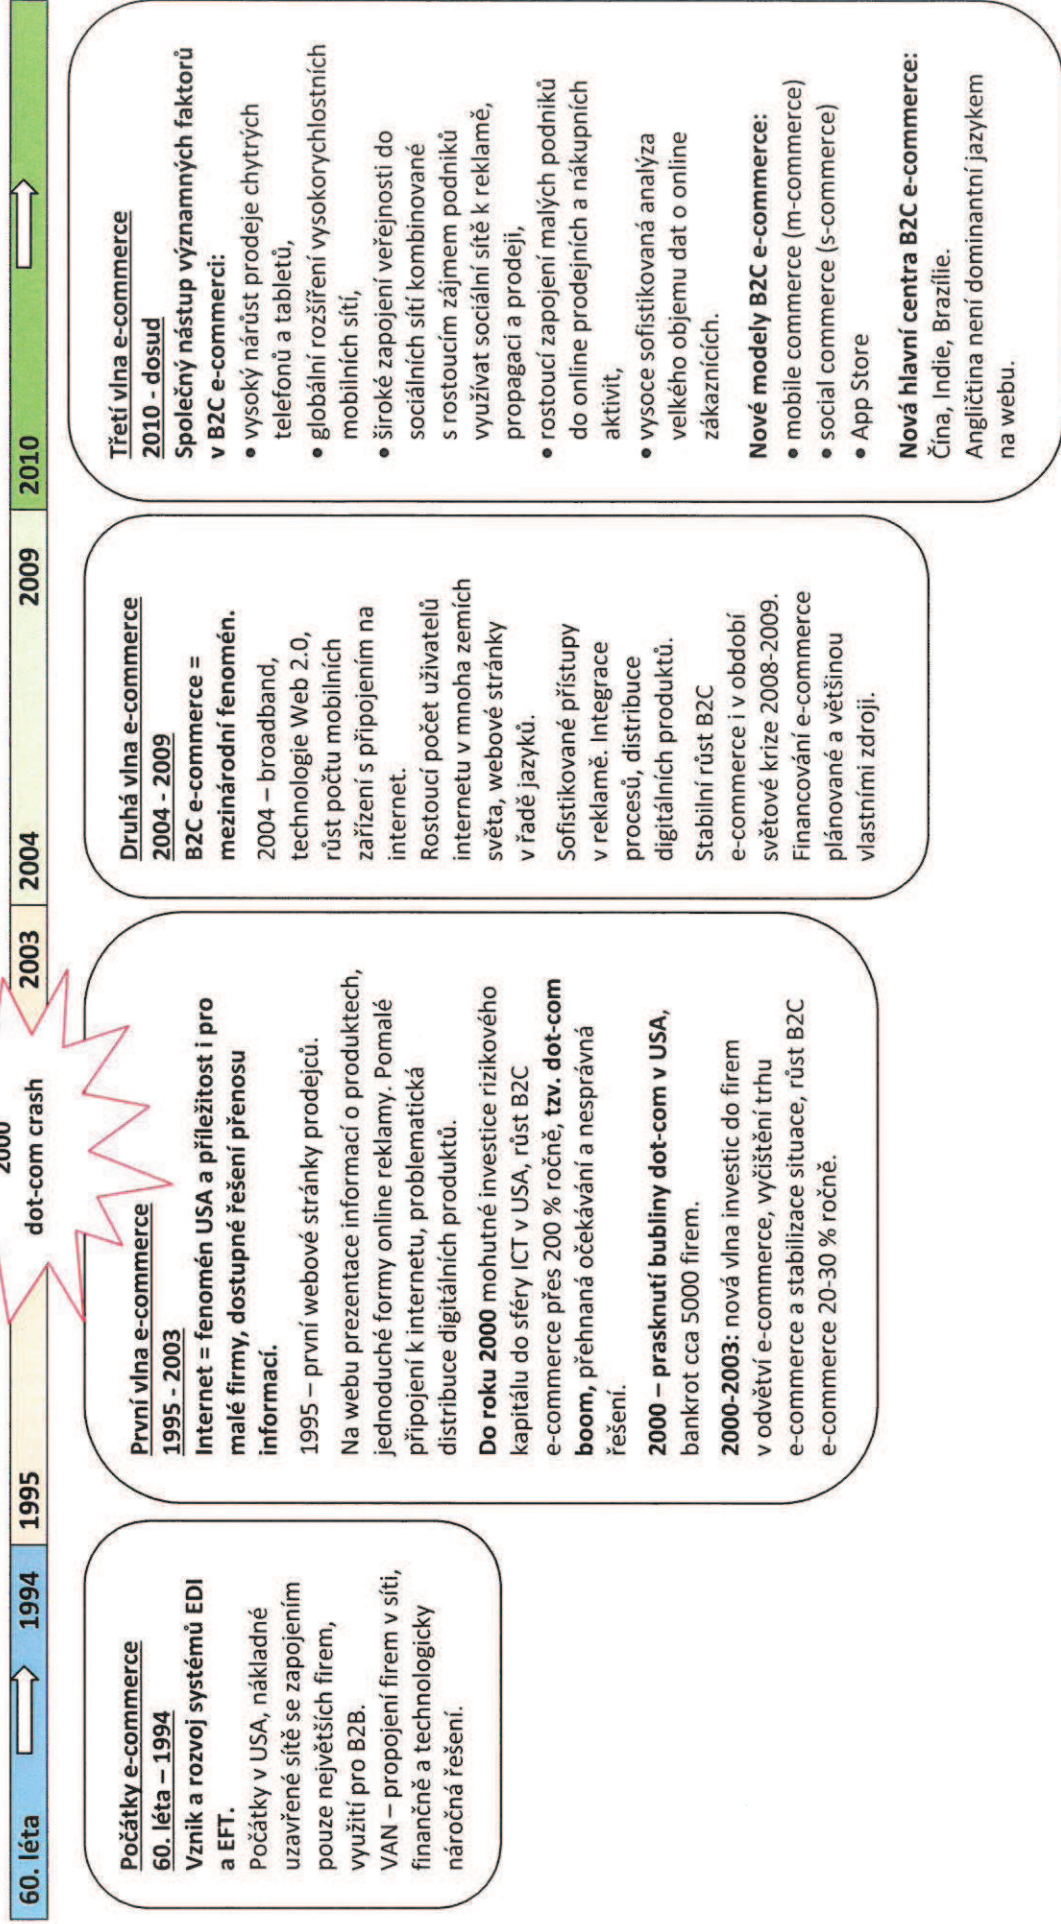 60. léta
1994
1995
2000
dot-com crash
2003
2004
2009
2010
Počátky e-commerce
60. léta – 1994
Vznik a rozvoj systémů EDI
a EFT.
Počátky v USA, nákladné
uzavřené sítě se zapojením
pouze největších firem,
využití pro B2B.
VAN – propojení firem v síti,
finančně a technologicky
náročná řešení.
První vlna e-commerce
1995 - 2003
Internet = fenomén USA a příležitost i pro
malé firmy, dostupné řešení přenosu
informací.
1995 – první webové stránky prodejců.
Na webu prezentace informací o produktech,
jednoduché formy online reklamy. Pomalé
připojení k internetu, problematická
distribuce digitálních produktů.
Do roku 2000 mohutné investice rizikového
kapitálu do sféry ICT v USA, růst B2C
e-commerce přes 200 % ročně, tzv. dot-com
boom, přehnaná očekávání a nesprávná
řešení.
2000 – prasknutí bubliny dot-com v USA,
bankrot cca 5000 firem.
2000-2003: nová vlna investic do firem
v odvětví e-commerce, vyčištění trhu
e-commerce a stabilizace situace, růst B2C
e-commerce 20-30 % ročně.
Druhá vlna e-commerce
2004 - 2009
B2C e-commerce =
mezinárodní fenomén.
2004 – broadband,
technologie Web 2.0,
růst počtu mobilních
zařízení s připojením na
internet.
Rostoucí počet uživatelů
internetu v mnoha zemích
světa, webové stránky
v řadě jazyků.
Sofistikované přístupy
v reklamě. Integrace
procesů, distribuce
digitálních produktů.
Stabilní růst B2C
e-commerce i v období
světové krize 2008-2009.
Financování e-commerce
plánované a většinou
vlastními zdroji.
Třetí vlna e-commerce
2010 - dosud
Společný nástup významných faktorů
v B2C e-commerci:
• vysoký nárůst prodeje chytrých
telefonů a tabletů,
• globální rozšíření vysokorychlostních
mobilních sítí,
• široké zapojení veřejnosti do
sociálních sítí kombinované
s rostoucím zájmem podniků
využívat sociální sítě k reklamě,
propagaci a prodeji,
• rostoucí zapojení malých podniků
do online prodejních a nákupních
aktivit,
• vysoce sofistikovaná analýza
velkého objemu dat o online
zákaznících.
Nové modely B2C e-commerce:
• mobile commerce (m-commerce)
• social commerce (s-commerce)
• App Store
Nová hlavní centra B2C e-commerce:
Čína, Indie, Brazílie.
Angličtina není dominantní jazykem
na webu.